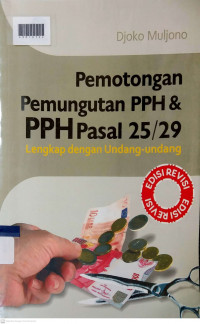 Djoko Muljono
Pemotongan
Pemungutan PPH &
PPH Pasal 25/29
Lengkap dengan Undang-undang
EDISI REVISI
EDISI REVISI